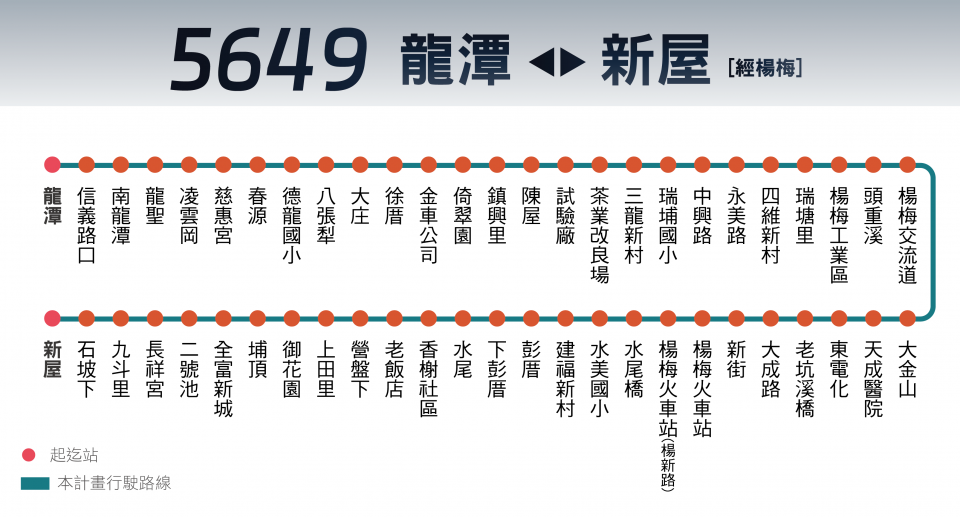 5649 龍潭 ◀▶ 新屋 [經楊梅]
龍潭
信義路口
南龍潭
龍聖
凌雲岡
慈惠宮
春源
德龍國小
八張犁
大庄
徐厝
金車公司
倚翠園
鎮興里
陳屋
試驗廠
茶業改良場
三龍新村
瑞埔國小
中興路
永美路
四維新村
瑞塘里
楊梅工業區
頭重溪
楊梅交流道
新屋
石坡下
九斗里
長祥宮
二號池
全富新城
埔頂
御花園
上田里
營盤下
老飯店
香榭社區
水尾
下彭厝
彭厝
建福新村
水美國小
水尾橋
楊梅火車站(楊新路)
楊梅火車站
新街
大成路
老坑溪橋
東電化
天成醫院
大金山
起迄站
本計畫行駛路線